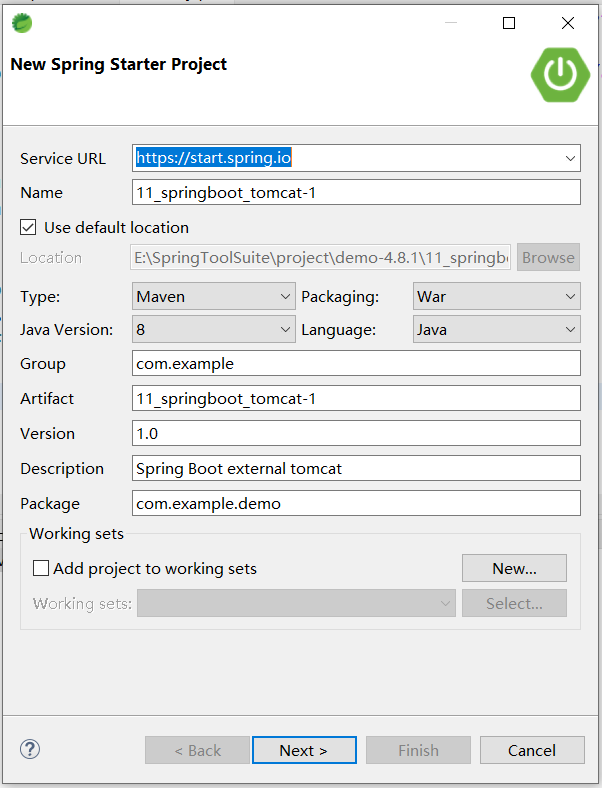 New Spring Starter Project
Service URL https://start.spring.io
Name 11_springboot_tomcat-1
Use default location
Location E:\SpringToolSuite\project\demo-4.8.1\11_springb Browse
Type: Maven Packaging: War
Java Version: 8 Language: Java
Group com.example
Artifact 11_springboot_tomcat-1
Version 1.0
Description Spring Boot external tomcat
Package com.example.demo
Working sets
Add project to working sets New...
Working sets: Select...
? < Back Next > Finish Cancel